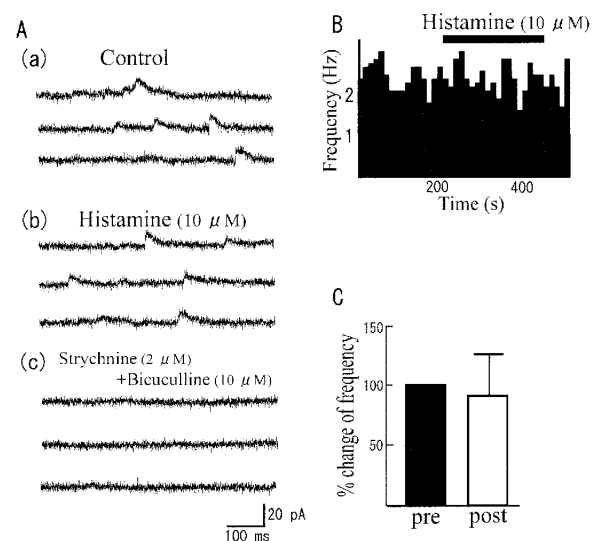 A
(a) Control
(b) Histamine (10 μM)
(c) Strychnine (2 μM)
+Bicuculline (10 μM)
20 pA
100 ms
B
Histamine (10 μM)
Frequency (Hz)
2
1
200 400
Time (s)
C
% change of frequency
150
100
50
pre post